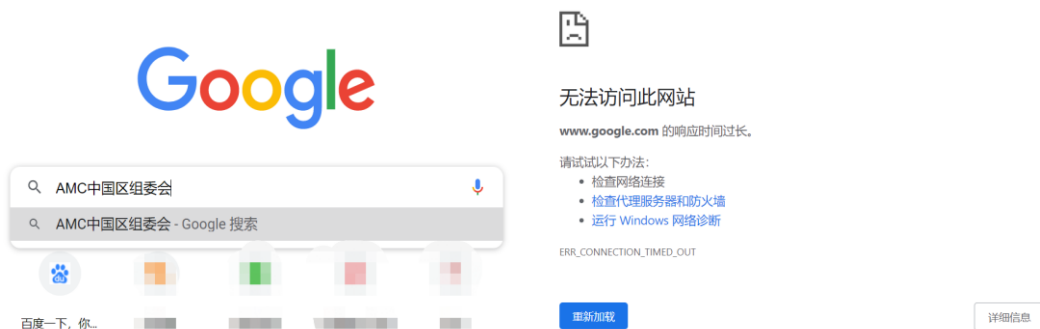 Google
AMC中国区组委会
AMC中国区组委会 - Google 搜索
百度一下，你...
无法访问此网站
www.google.com 的响应时间过长。
请试试以下办法：
检查网络连接
检查代理服务器和防火墙
运行 Windows 网络诊断
ERR_CONNECTION_TIMED_OUT
重新加载
详细信息